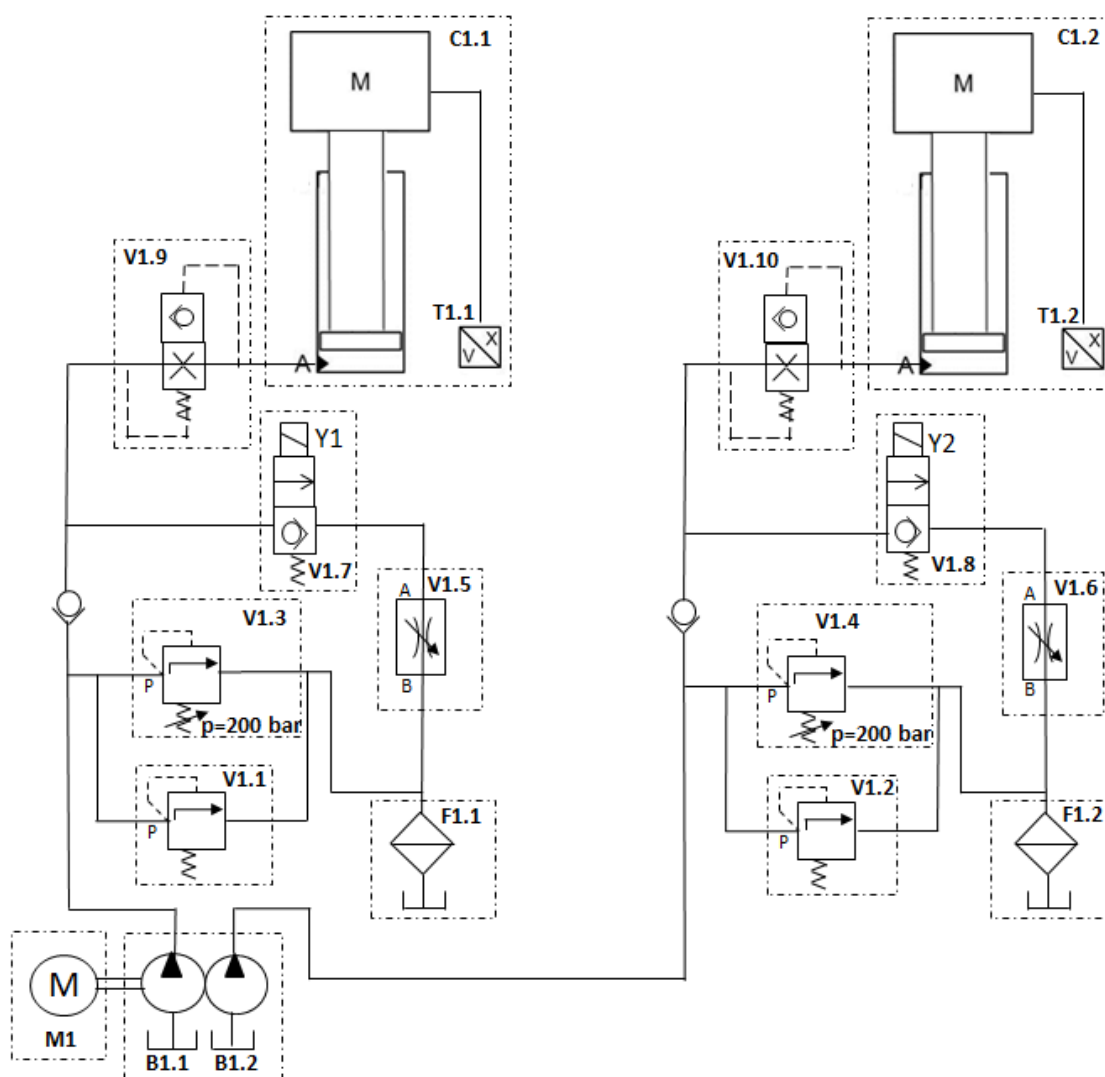 C1.1
M
T1.1
X
V
V1.9
A
Y1
V1.7
A
V1.5
B
V1.3
P
p=200 bar
V1.1
P
F1.1
M
M1
B1.1
B1.2
C1.2
M
T1.2
X
V
V1.10
A
Y2
V1.8
A
V1.6
B
V1.4
P
p=200 bar
V1.2
P
F1.2